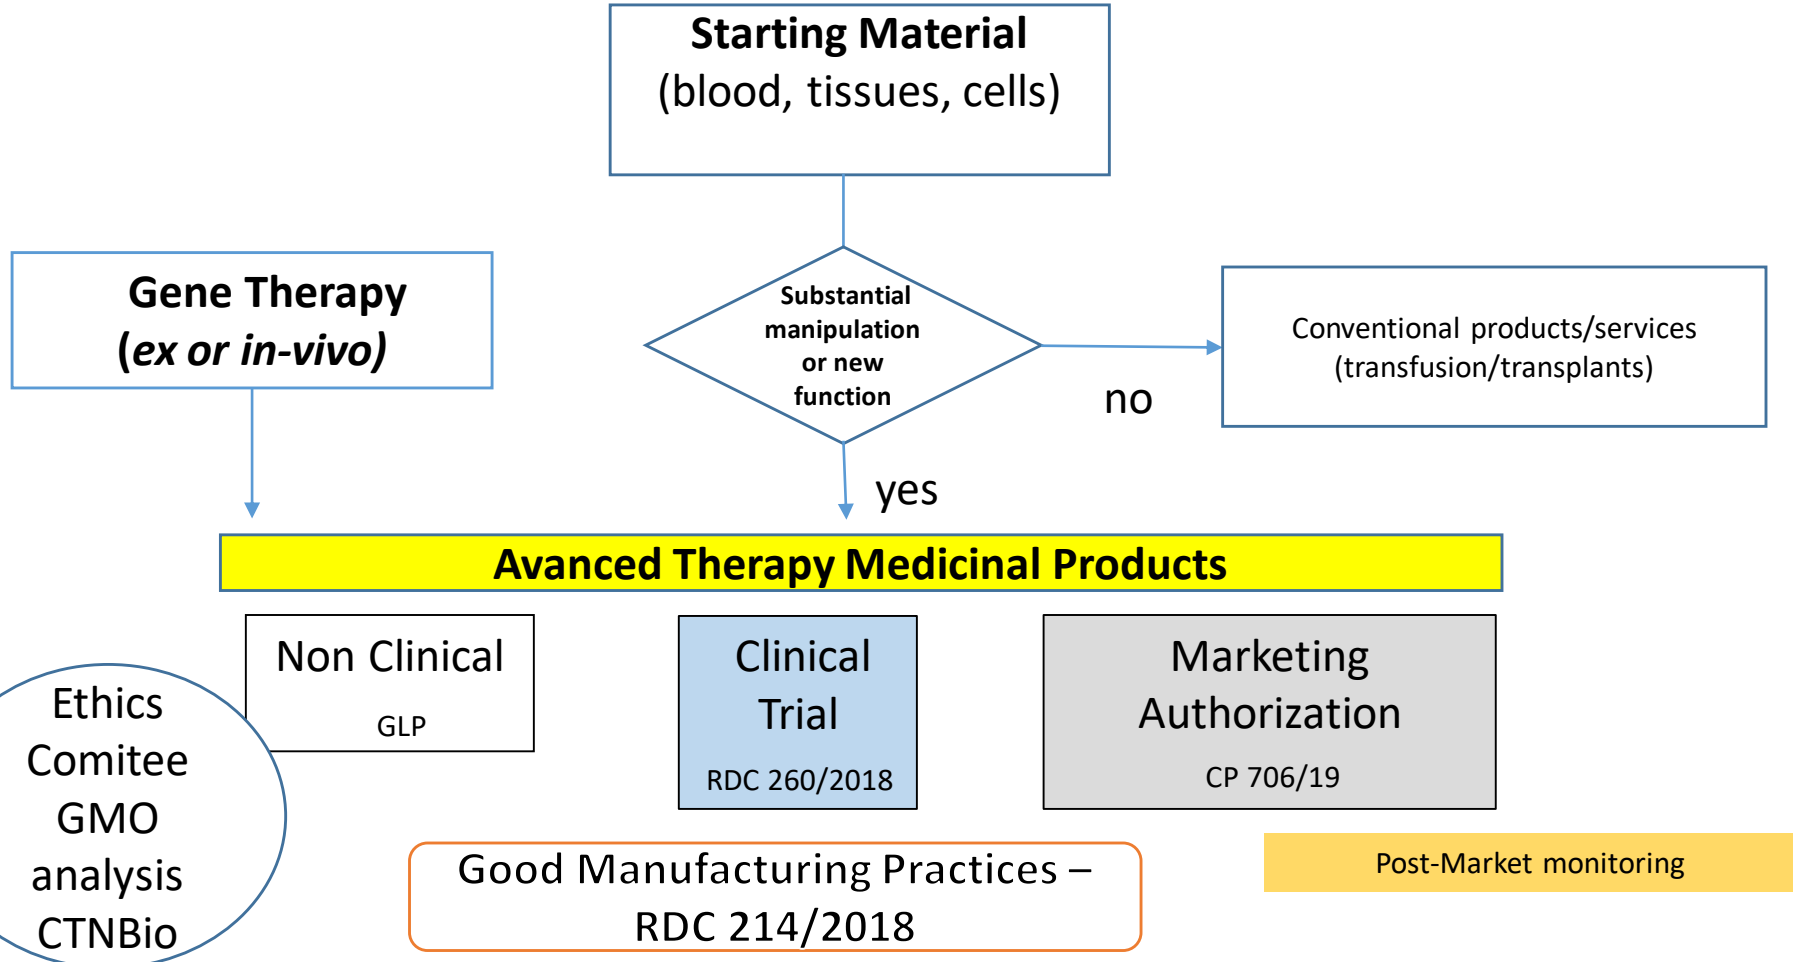 Starting Material
(blood, tissues, cells)
Gene Therapy
(ex or in-vivo)
Substantial
manipulation
or new
function
no
Conventional products/services
(transfusion/transplants)
yes
Avanced Therapy Medicinal Products
Non Clinical
GLP
Clinical
Trial
RDC 260/2018
Marketing
Authorization
CP 706/19
Ethics
Comitee
GMO
analysis
CTNBio
Good Manufacturing Practices –
RDC 214/2018
Post-Market monitoring